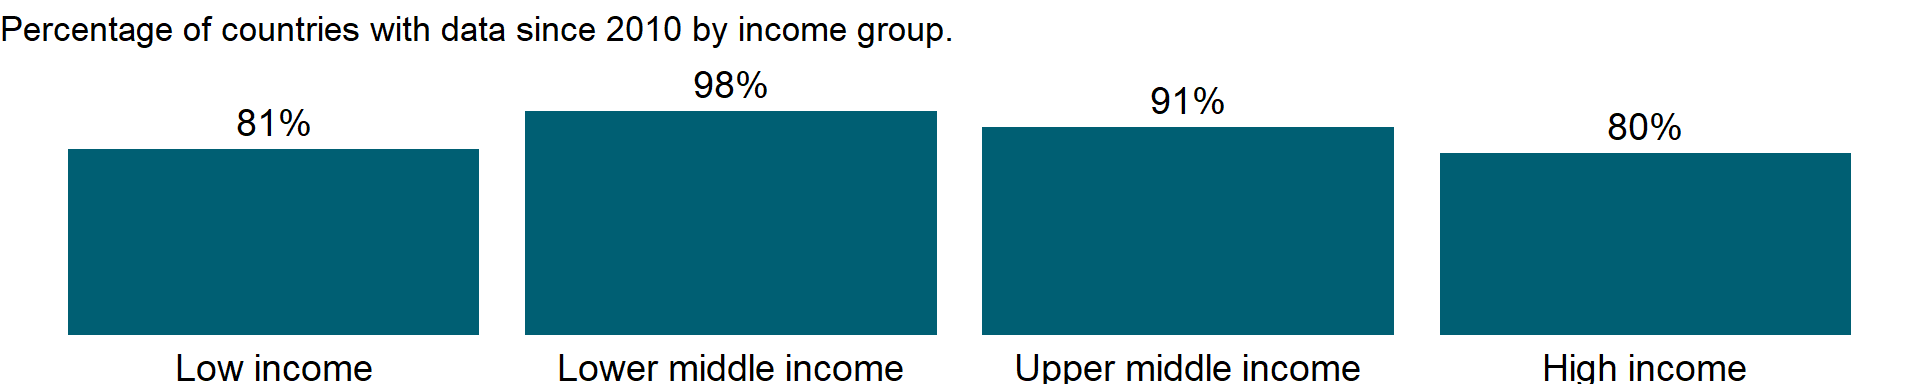 Percentage of countries with data since 2010 by income group.
81%
98%
91%
80%
Low income
Lower middle income
Upper middle income
High income